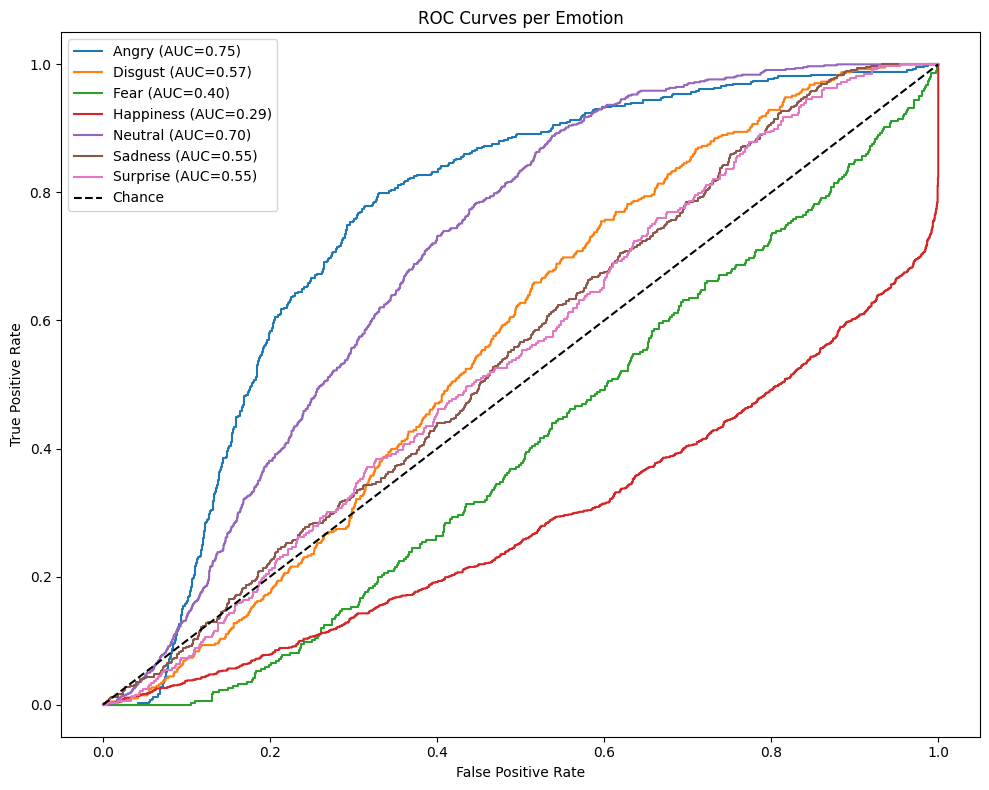 ROC Curves per Emotion
Angry (AUC=0.75)
Disgust (AUC=0.57)
Fear (AUC=0.40)
Happiness (AUC=0.29)
Neutral (AUC=0.70)
Sadness (AUC=0.55)
Surprise (AUC=0.55)
Chance
True Positive Rate
1.0
0.8
0.6
0.4
0.2
0.0
0.0 0.2 0.4 0.6 0.8 1.0
False Positive Rate